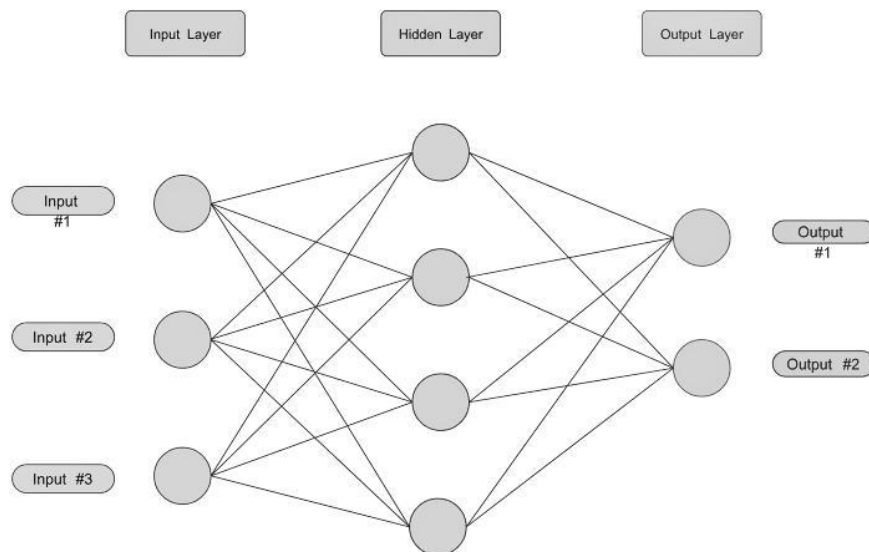 Input Layer
Hidden Layer
Output Layer
Input
#1
Output
#1
Input #2
Output #2
Input #3